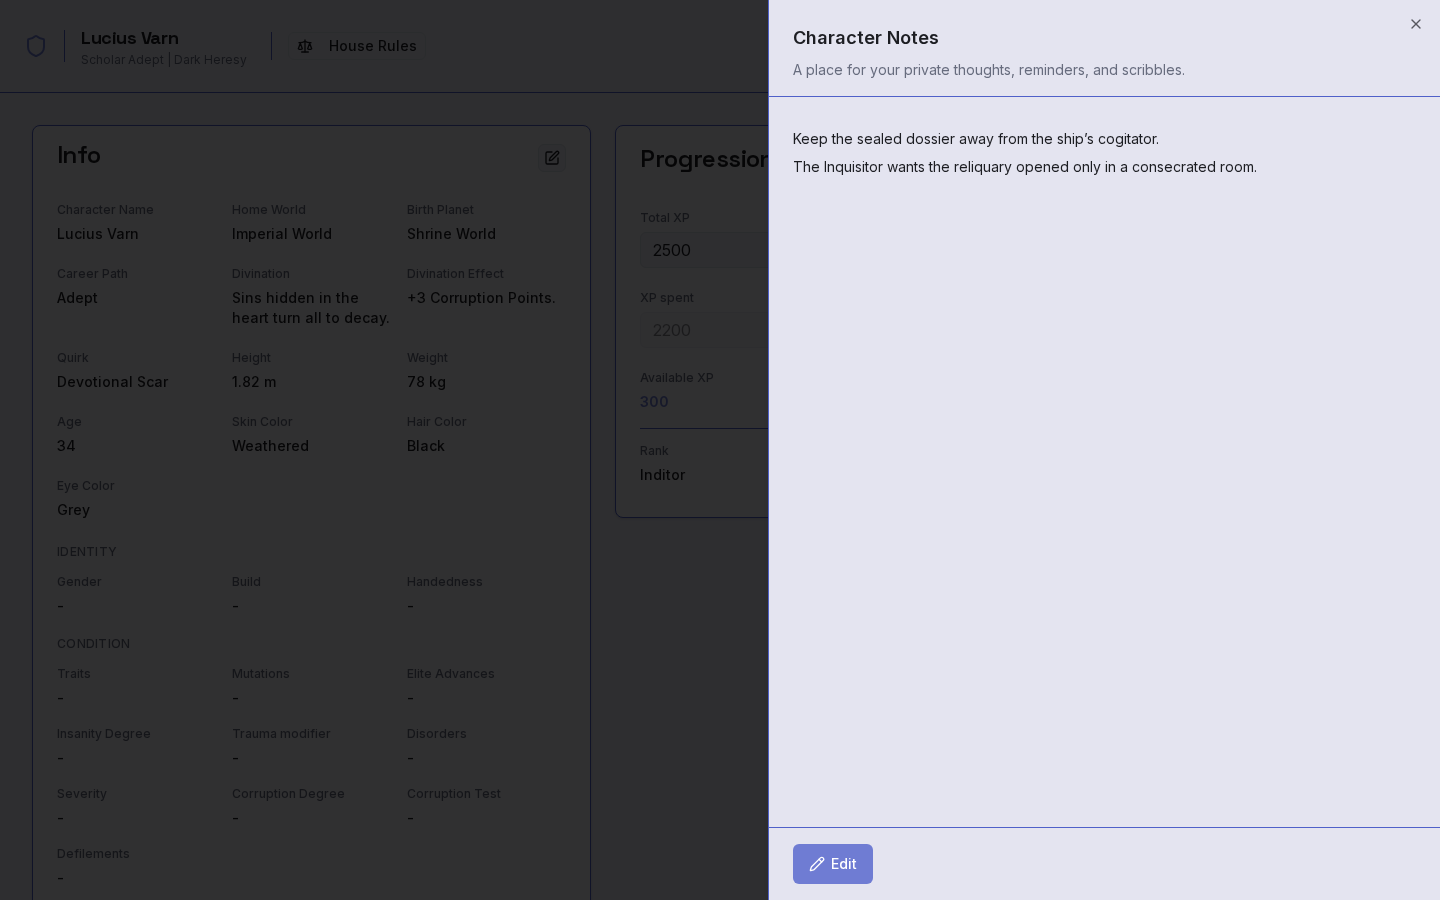 Lucius Varn
Scholar Adept | Dark Heresy
House Rules
Info
Character Name
Lucius Varn
Home World
Imperial World
Birth Planet
Shrine World
Career Path
Adept
Divination
Sins hidden in the
heart turn all to decay.
Divination Effect
+3 Corruption Points.
Quirk
Devotional Scar
Height
1.82 m
Weight
78 kg
Age
34
Skin Color
Weathered
Hair Color
Black
Eye Color
Grey
IDENTITY
Gender
-
Build
-
Handedness
-
CONDITION
Traits
-
Mutations
-
Elite Advances
-
Insanity Degree
-
Trauma modifier
-
Disorders
-
Severity
-
Corruption Degree
-
Corruption Test
-
Defilements
-
Progression
Total XP
2500
XP spent
2200
Available XP
300
Rank
Inditor
Character Notes
A place for your private thoughts, reminders, and scribbles.
Keep the sealed dossier away from the ship’s cogitator.
The Inquisitor wants the reliquary opened only in a consecrated room.
Edit